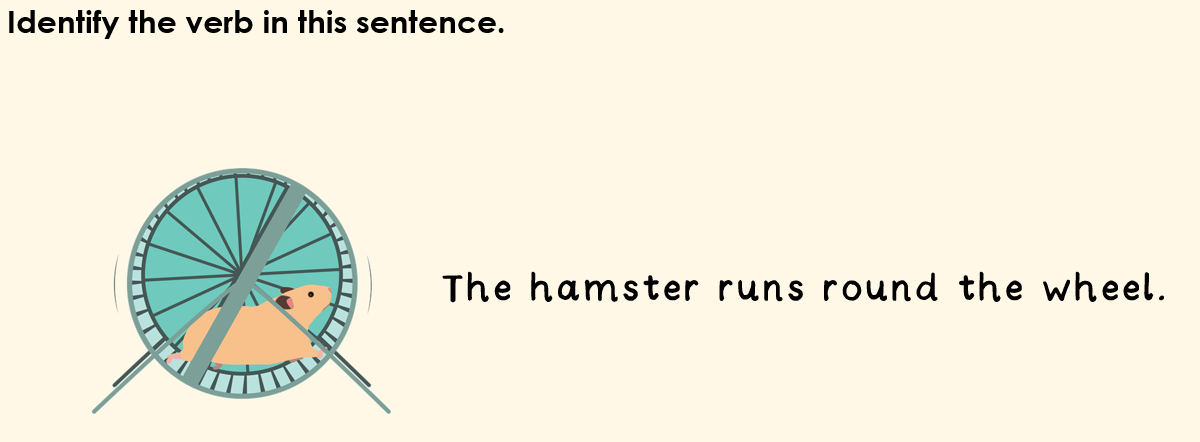 Identify the verb in this sentence.
The hamster runs round the wheel.